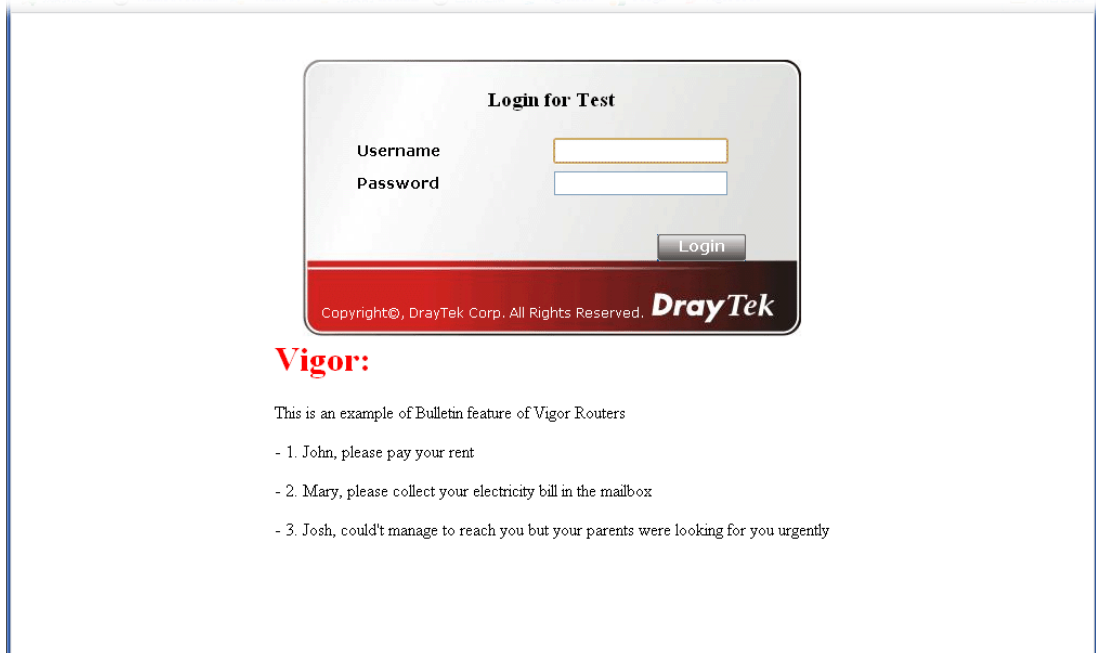 Login for Test
Username
Password
Login
Copyright©, DrayTek Corp. All Rights Reserved. DrayTek
Vigor:
This is an example of Bulletin feature of Vigor Routers
- 1. John, please pay your rent
- 2. Mary, please collect your electricity bill in the mailbox
- 3. Josh, could't manage to reach you but your parents were looking for you urgently